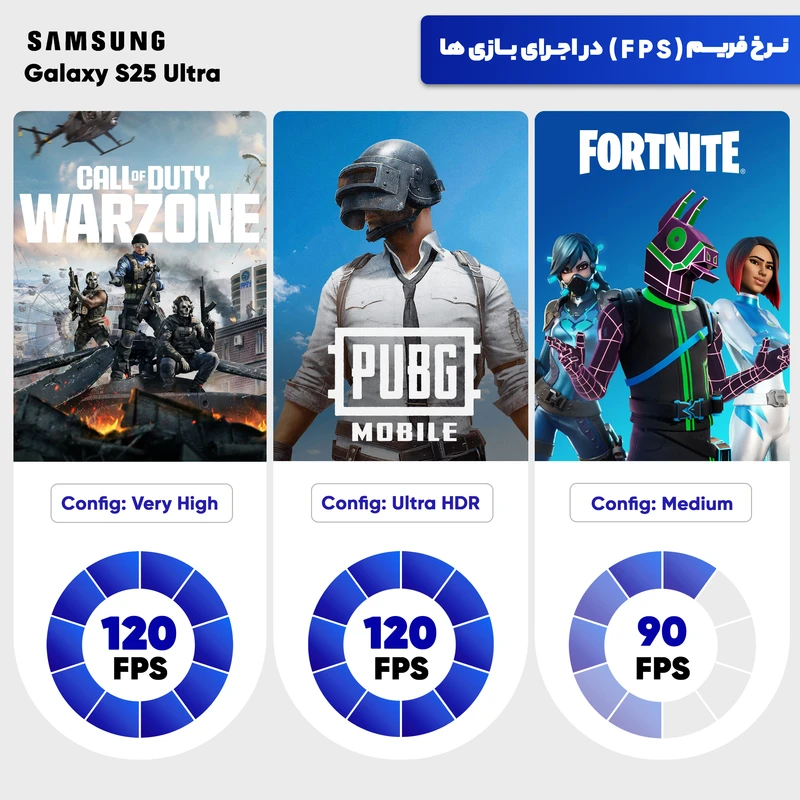 SAMSUNG
Galaxy S25 Ultra
نرخ فریم (FPS) در اجرای بازی ها
CALL OF DUTY
WARZONE
Config: Very High
120
FPS
PUBG
MOBILE
Config: Ultra HDR
120
FPS
FORTNITE
Config: Medium
90
FPS